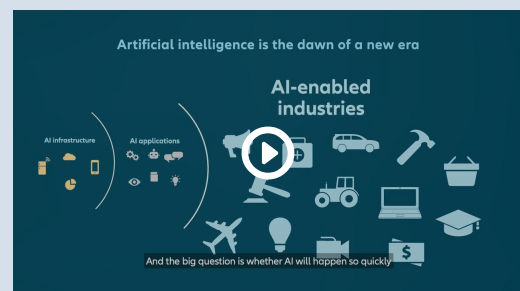 Artificial intelligence is the dawn of a new era
AI-enabled
industries
AI infrastructure
AI applications
$
And the big question is whether AI will happen so quickly